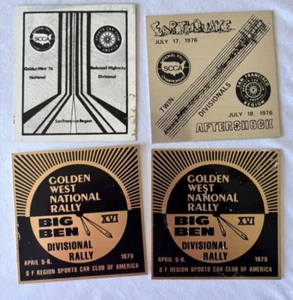 SCCA
Golden West '76
National
Redwood Highway
Divisional
San Francisco Region
EARTHQUAKE
JULY 17, 1976
SCCA
SAN FRANCISCO
REGION
TWIN
DIVISIONALS
JULY 18, 1976
AFTERSHOCK
GOLDEN
WEST
NATIONAL
RALLY
BIG
BEN
XVI
DIVISIONAL
RALLY
APRIL 5-6, 1975
S F REGION SPORTS CAR CLUB OF AMERICA
GOLDEN
WEST
NATIONAL
RALLY
BIG
BEN
XVI
DIVISIONAL
RALLY
APRIL 5-6, 1975
S F REGION SPORTS CAR CLUB OF AMERICA